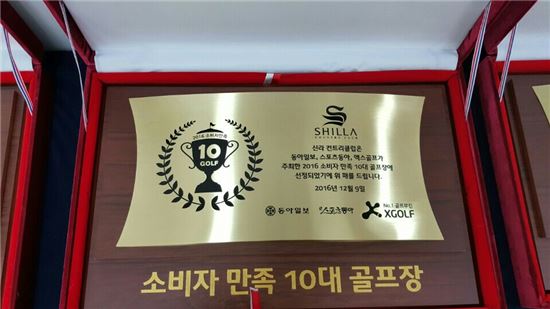 2016 소비자만족
10
GOLF
SHILLA
COUNTRY CLUB
신라 컨트리클럽은
동아일보, 스포츠동아, 엑스골프가
주최한 2016 소비자 만족 10대 골프장에
선정되었기에 위 패를 드립니다.
2016년 12월 9일
동아일보
스포츠동아
No.1 골프부킹
XGOLF
소비자 만족 10대 골프장